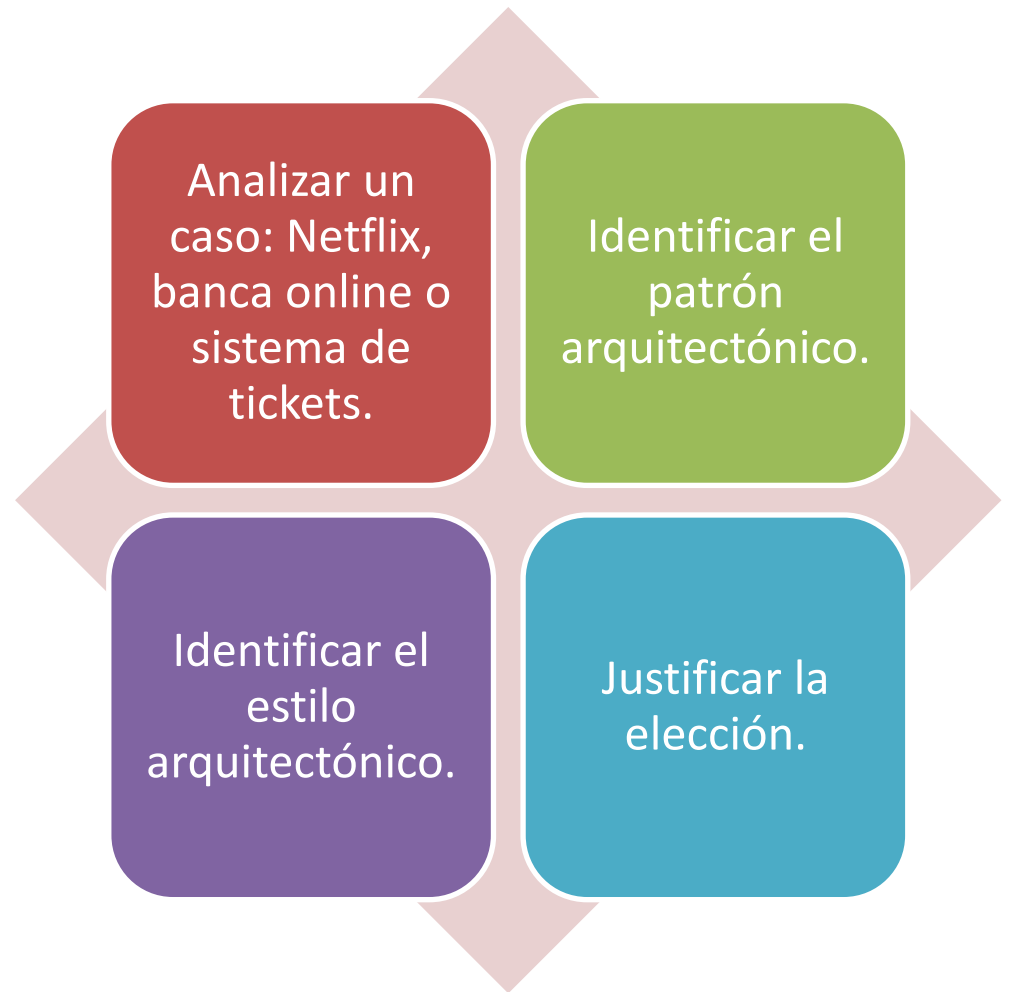 Analizar un
caso: Netflix,
banca online o
sistema de
tickets.
Identificar el
patrón
arquitectónico.
Identificar el
estilo
arquitectónico.
Justificar la
elección.